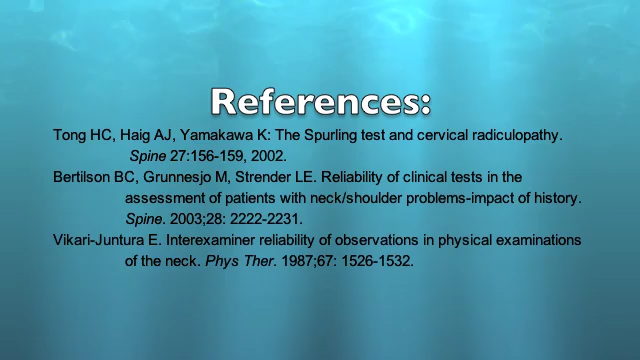 References:
Tong HC, Haig AJ, Yamakawa K: The Spurling test and cervical radiculopathy.
Spine 27:156-159, 2002.
Bertilson BC, Grunnesjo M, Strender LE. Reliability of clinical tests in the
assessment of patients with neck/shoulder problems-impact of history.
Spine. 2003;28: 2222-2231.
Vikari-Juntura E. Interexaminer reliability of observations in physical examinations
of the neck. Phys Ther. 1987;67: 1526-1532.